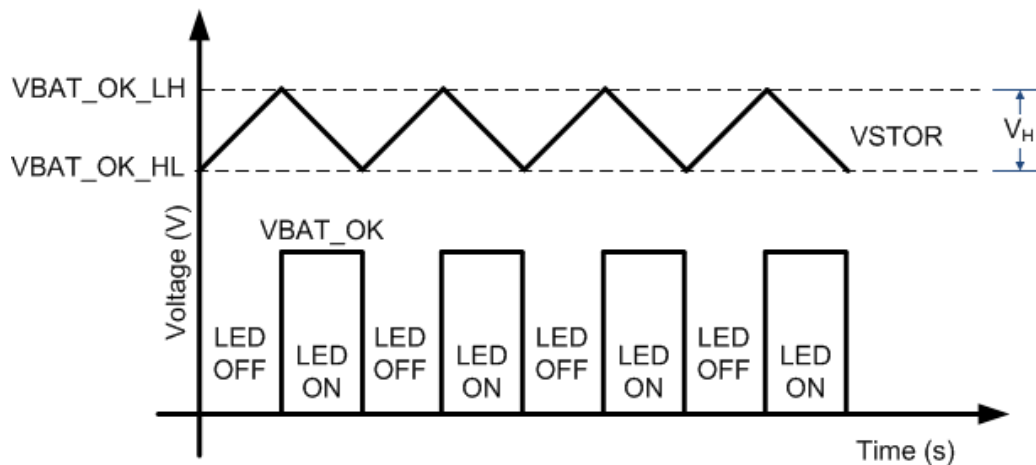 VBAT_OK_LH
VSTOR
VH
VBAT_OK_HL
Voltage (V)
VBAT_OK
LED
OFF
LED
ON
LED
OFF
LED
ON
LED
OFF
LED
ON
LED
OFF
LED
ON
Time (s)